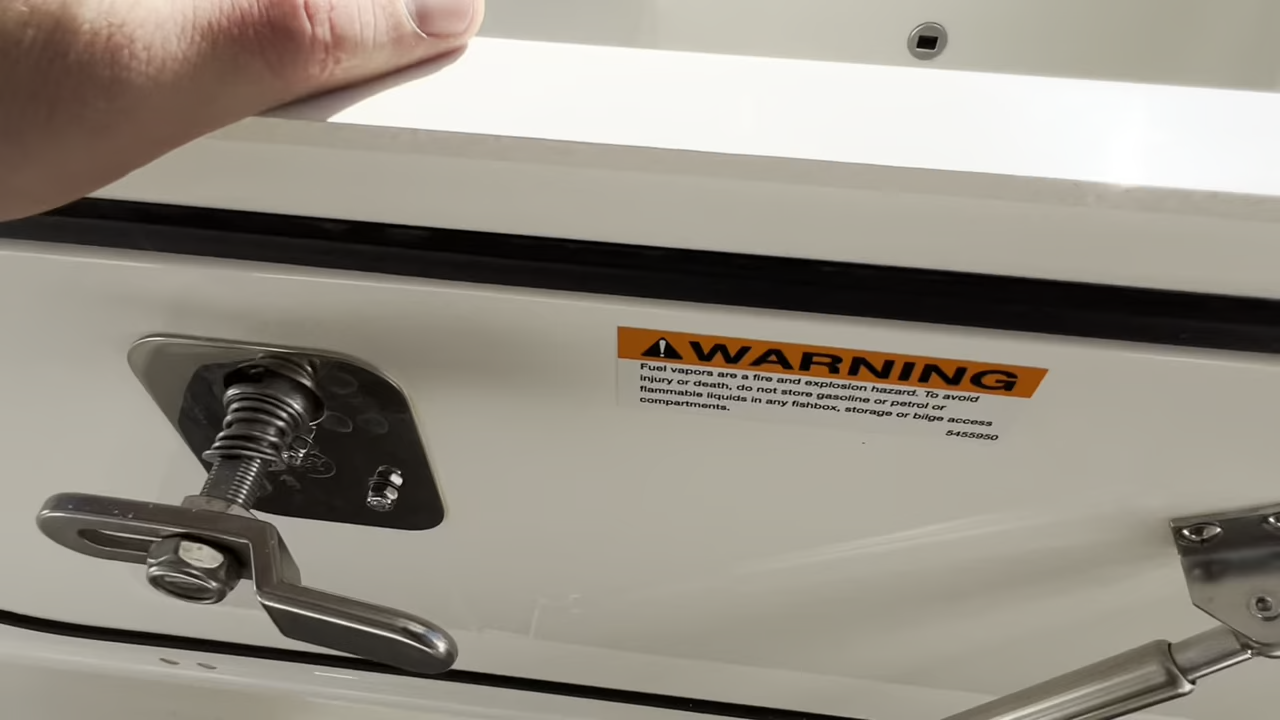 WARNING
Fuel vapors are a fire and explosion hazard. To avoid
injury or death, do not store gasoline or petrol or
flammable liquids in any fishbox, storage or bilge access
compartments.
5455950